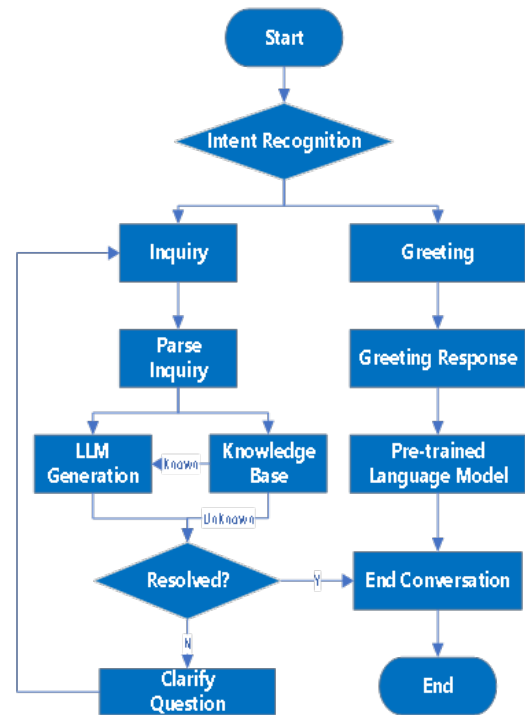 Start
Intent Recognition
Inquiry
Greeting
Parse
Inquiry
Greeting Response
LLM
Generation
Known
Knowledge
Base
Pre-trained
Language Model
UnKnown
Resolved?
Y
End Conversation
N
Clarify
Question
End